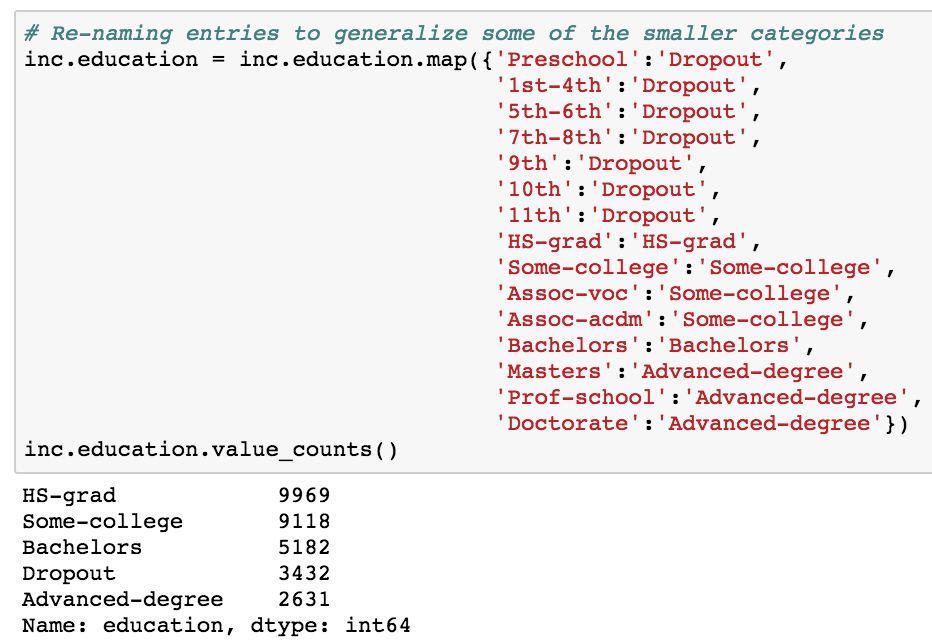 # Re-naming entries to generalize some of the smaller categories
inc.education = inc.education.map({'Preschool':'Dropout',
'1st-4th':'Dropout',
'5th-6th':'Dropout',
'7th-8th':'Dropout',
'9th':'Dropout',
'10th':'Dropout',
'11th':'Dropout',
'HS-grad':'HS-grad',
'Some-college':'Some-college',
'Assoc-voc':'Some-college',
'Assoc-acdm':'Some-college',
'Bachelors':'Bachelors',
'Masters':'Advanced-degree',
'Prof-school':'Advanced-degree',
'Doctorate':'Advanced-degree'})
inc.education.value_counts()
HS-grad 9969
Some-college 9118
Bachelors 5182
Dropout 3432
Advanced-degree 2631
Name: education, dtype: int64